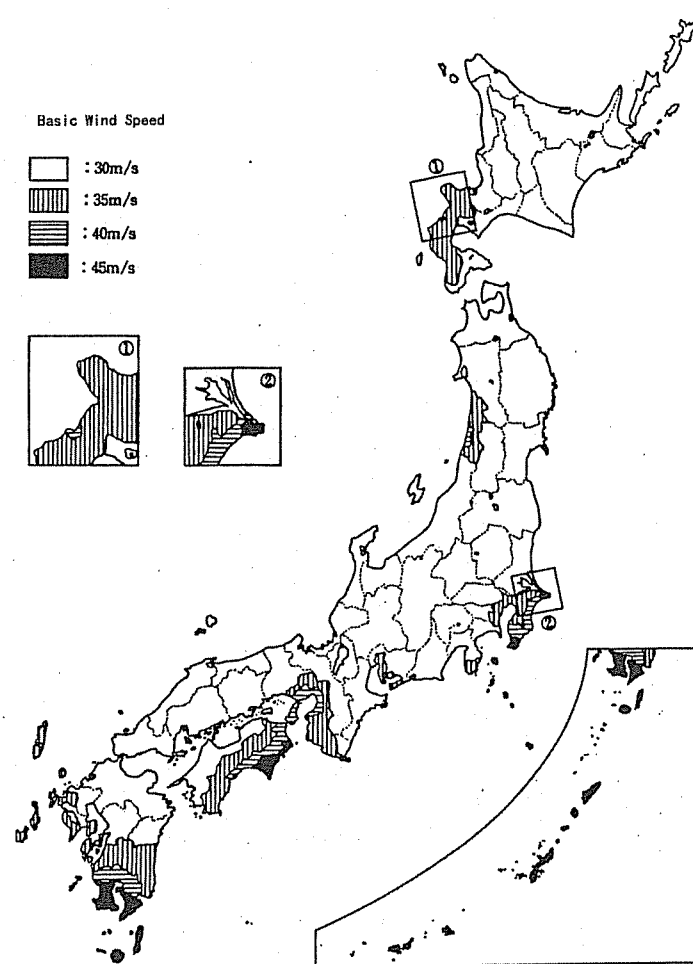 Basic Wind Speed
:30m/s
:35m/s
:40m/s
:45m/s
①
①
②
②